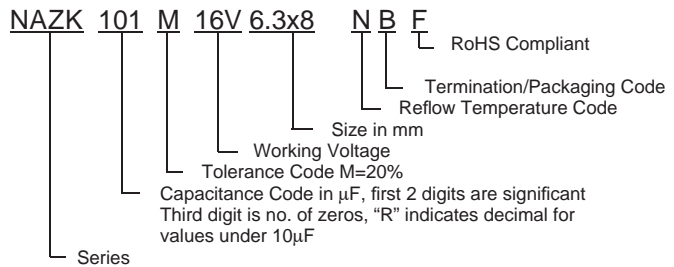 NAZK 101 M 16V 6.3x8 N B F
RoHS Compliant
Termination/Packaging Code
Reflow Temperature Code
Size in mm
Working Voltage
Tolerance Code M=20%
Capacitance Code in μF, first 2 digits are significant
Third digit is no. of zeros, “R” indicates decimal for
values under 10μF
Series